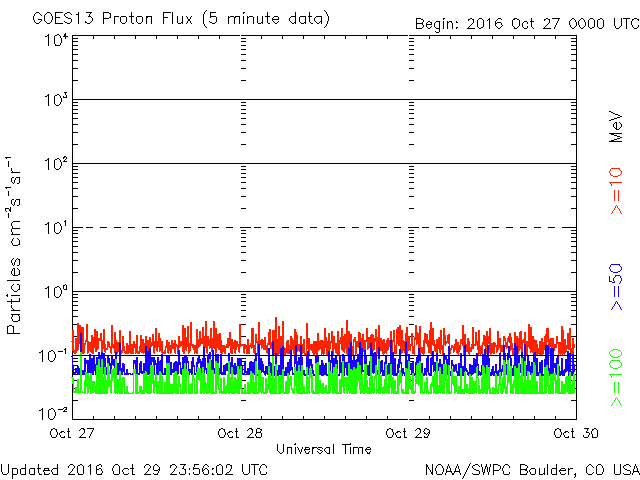 GOES13 Proton Flux (5 minute data)
Begin: 2016 Oct 27 0000 UTC
10⁴
10³
10²
10¹
10⁰
10⁻¹
10⁻²
Particles cm⁻²s⁻¹sr⁻¹
MeV
>=10
>=50
>=100
Oct 27
Oct 28
Oct 29
Oct 30
Universal Time
Updated 2016 Oct 29 23:56:02 UTC
NOAA/SWPC Boulder, CO USA